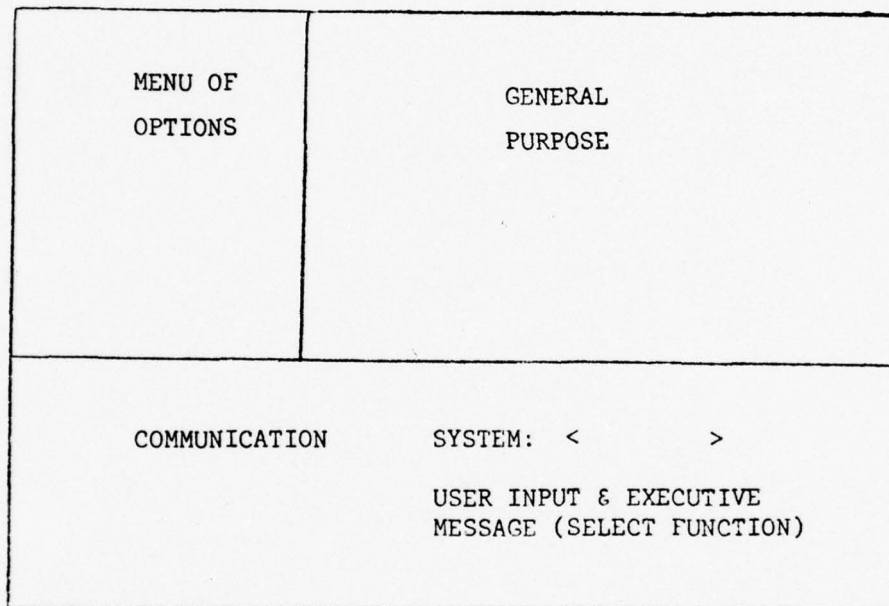 MENU OF
OPTIONS
GENERAL
PURPOSE
COMMUNICATION SYSTEM: < >
USER INPUT & EXECUTIVE
MESSAGE (SELECT FUNCTION)